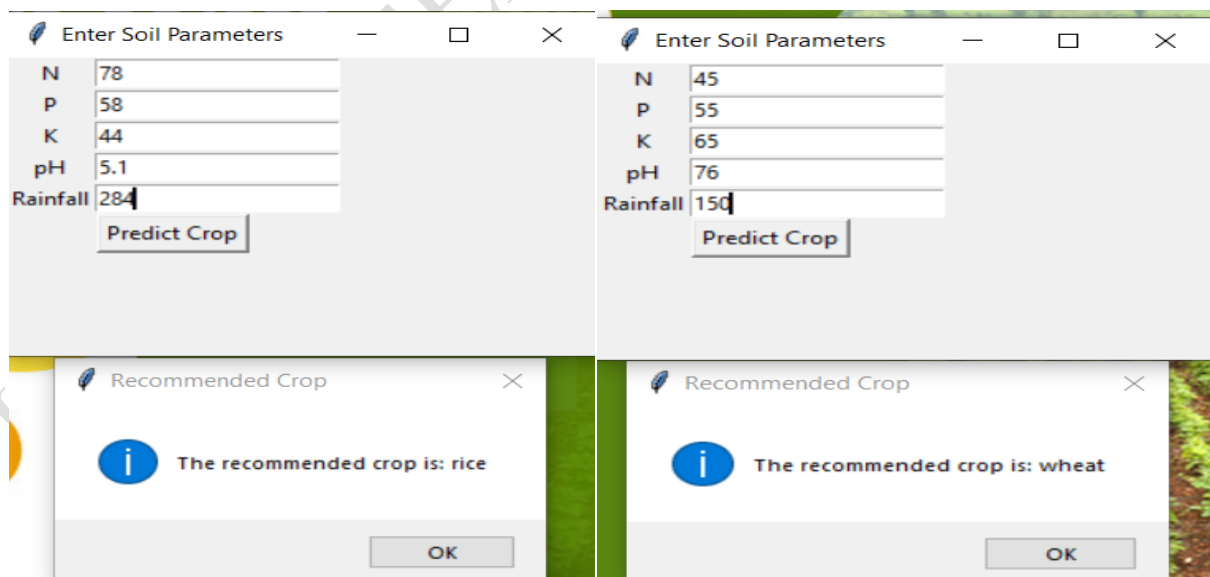 Enter Soil Parameters
N 78
P 58
K 44
pH 5.1
Rainfall 284
Predict Crop
Recommended Crop
The recommended crop is: rice
OK
Enter Soil Parameters
N 45
P 55
K 65
pH 76
Rainfall 150
Predict Crop
Recommended Crop
The recommended crop is: wheat
OK